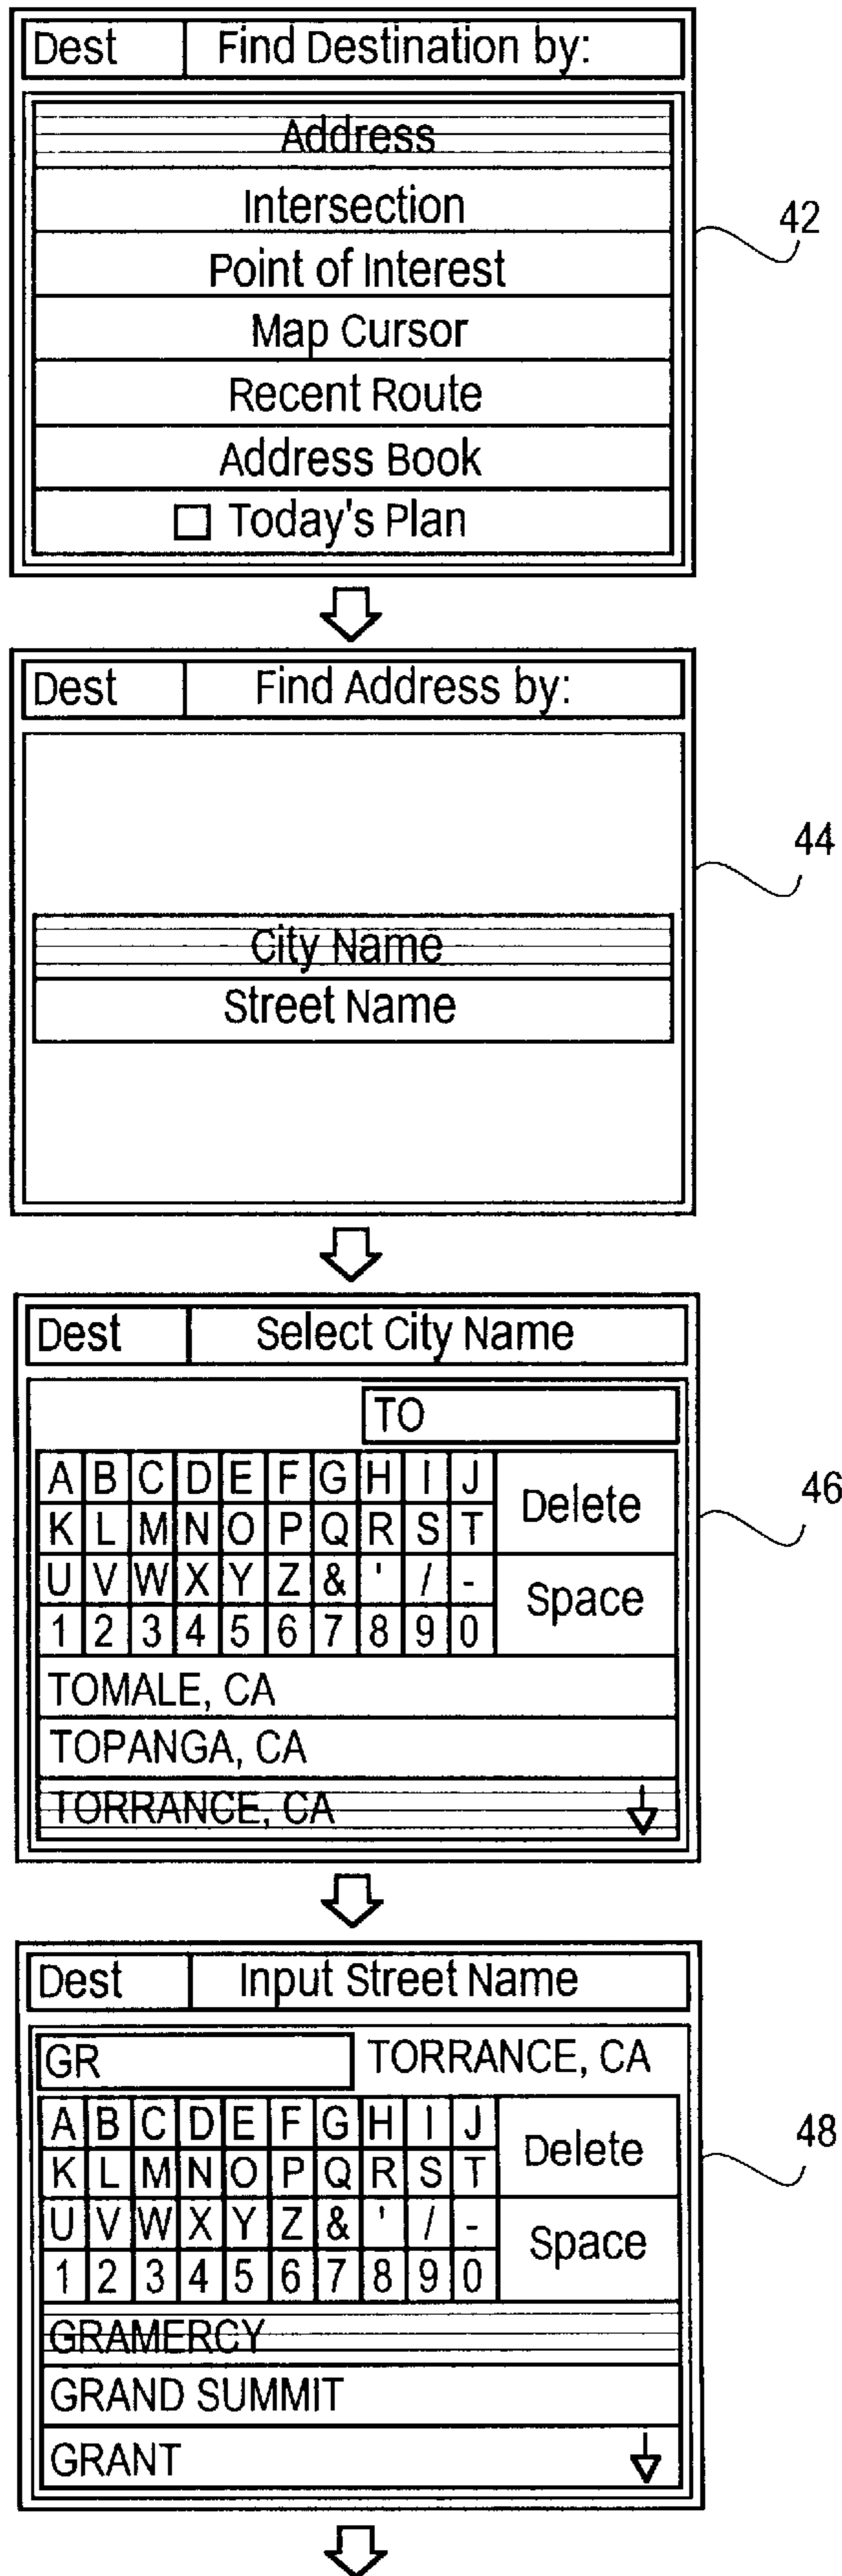 Dest Find Destination by:
Address
Intersection
Point of Interest
Map Cursor
Recent Route
Address Book
Today's Plan
42
Dest Find Address by:
44
City Name
Street Name
Dest Select City Name
TO
A B C D E F G H I J Delete
K L M N O P Q R S T
U V W X Y Z & ' / - Space
1 2 3 4 5 6 7 8 9 0
46
TOMALE, CA
TOPANGA, CA
TORRANCE, CA
Dest Input Street Name
GR TORRANCE, CA
A B C D E F G H I J Delete
K L M N O P Q R S T
U V W X Y Z & ' / - Space
1 2 3 4 5 6 7 8 9 0
48
GRAMERCY
GRAND SUMMIT
GRANT